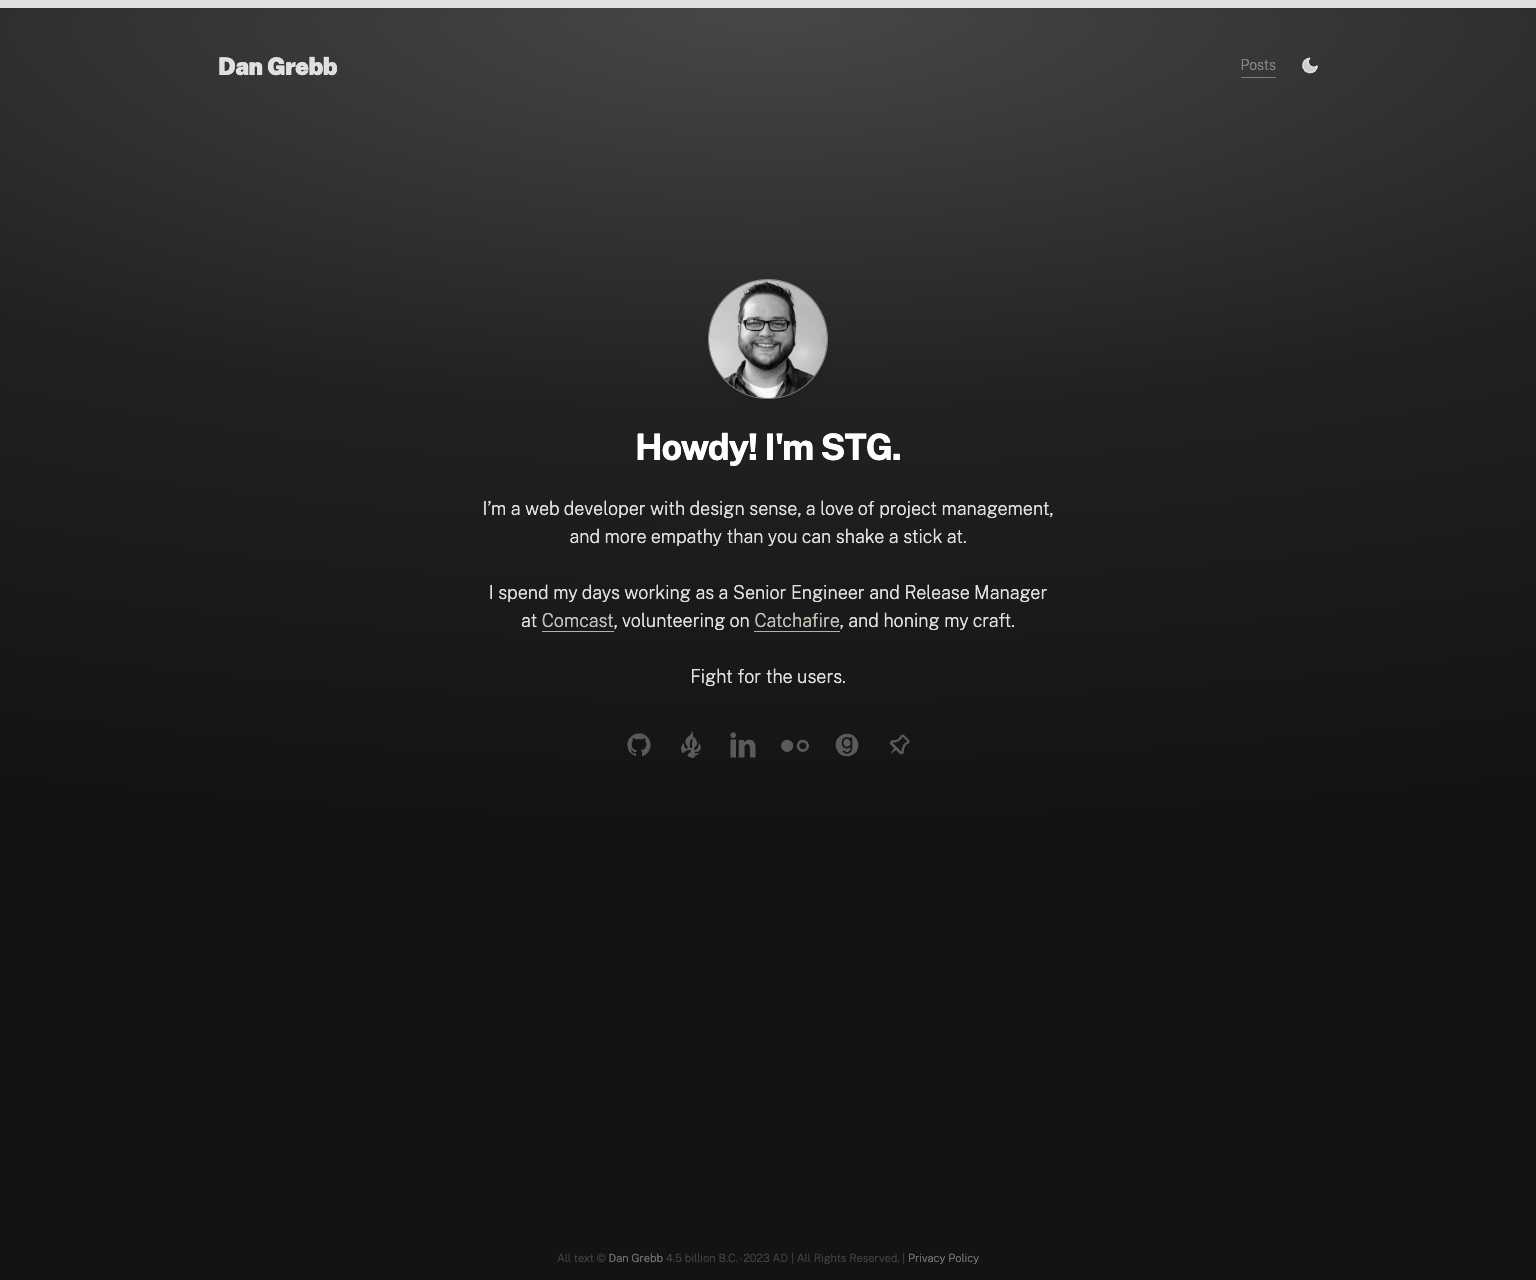 Dan Grebb
Posts
Howdy! I'm STG.
I’m a web developer with design sense, a love of project management,
and more empathy than you can shake a stick at.
I spend my days working as a Senior Engineer and Release Manager
at Comcast, volunteering on Catchafire, and honing my craft.
Fight for the users.
All text © Dan Grebb 4.5 billion B.C.-2023 AD | All Rights Reserved. | Privacy Policy